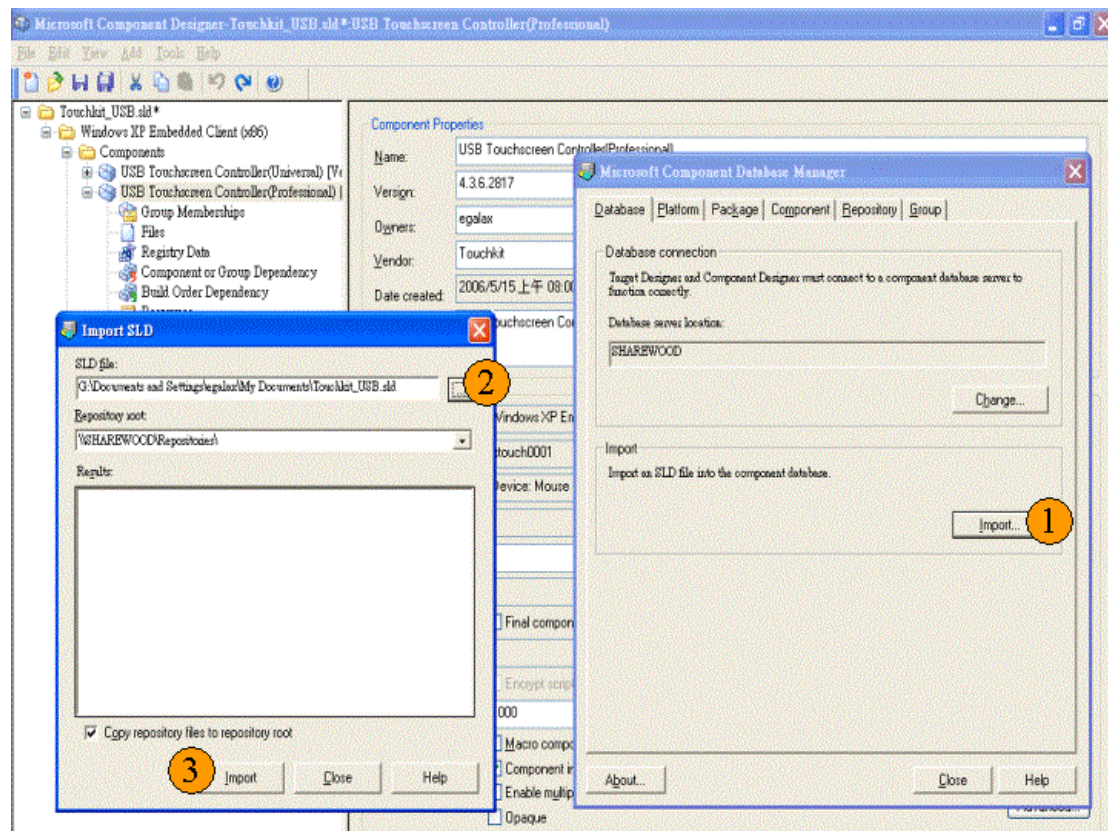 Microsoft Component Designer-Touchkit_USB.sld*:USB Touchscreen Controller(Professional)
File Edit View Add Tools Help
Touchkit_USB.sld*
Windows XP Embedded Client (x86)
Components
USB Touchscreen Controller(Universal) [Ve
USB Touchscreen Controller(Professional) [
Group Memberships
Files
Registry Data
Component or Group Dependency
Build Order Dependency
Component Properties
Name: USB Touchscreen Controller(Professional)
Version: 4.3.6.2817
Owners: egalax
Vendor: Touchkit
Date created: 2006/5/15 上午 08:00
ouchscreen Con
Windows XP En
touch0001
Device: Mouse
Final compon
Encrypt script
000
Macro compo
Component in
Enable multip
Opaque
Advanced...
Import SLD
SLD file:
G:\Documents and Settings\egalax\My Documents\Touchkit_USB.sld
...
2
Repository root:
\\SHAREWOOD\Repositories\
Results:
Copy repository files to repository root
3
Import Close Help
Microsoft Component Database Manager
Database Platform Package Component Repository Group
Database connection
Target Designer and Component Designer must connect to a component database server to
function correctly.
Database server location:
SHAREWOOD
Change...
Import
Import an SLD file into the component database.
Import...
1
About... Close Help